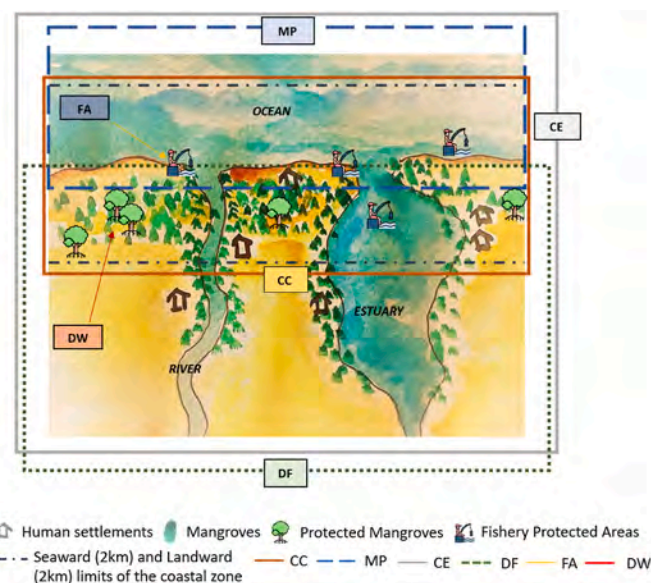 MP
FA
OCEAN
CE
CC
ESTUARY
DW
RIVER
DF
Human settlements Mangroves Protected Mangroves Fishery Protected Areas
Seaward (2km) and Landward (2km) limits of the coastal zone CC MP CE DF FA DW